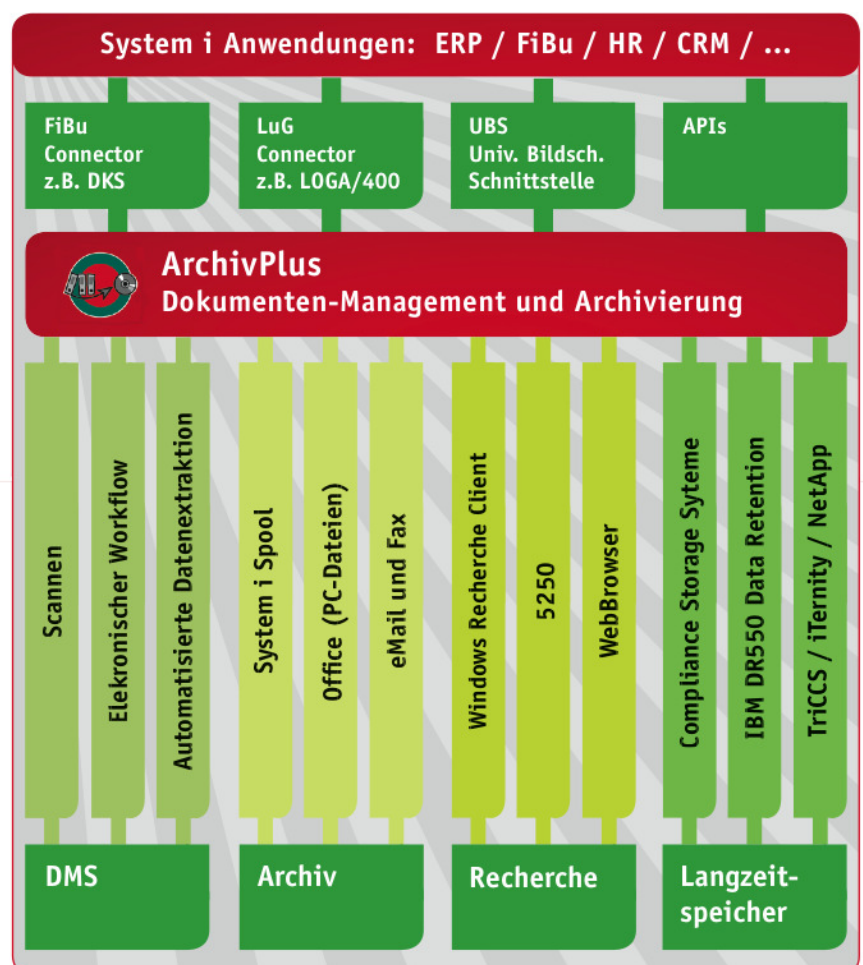 System i Anwendungen: ERP / FiBu / HR / CRM / ...
FiBu
Connector
z.B. DKS
LuG
Connector
z.B. LOGA/400
UBS
Univ. Bildsch.
Schnittstelle
APIs
ArchivPlus
Dokumenten-Management und Archivierung
Scannen
Elekronischer Workflow
Automatisierte Datenextraktion
System i Spool
Office (PC-Dateien)
eMail und Fax
Windows Recherche Client
5250
WebBrowser
Compliance Storage Syteme
IBM DR550 Data Retention
TriCCS / iTernity / NetApp
DMS
Archiv
Recherche
Langzeit-
speicher